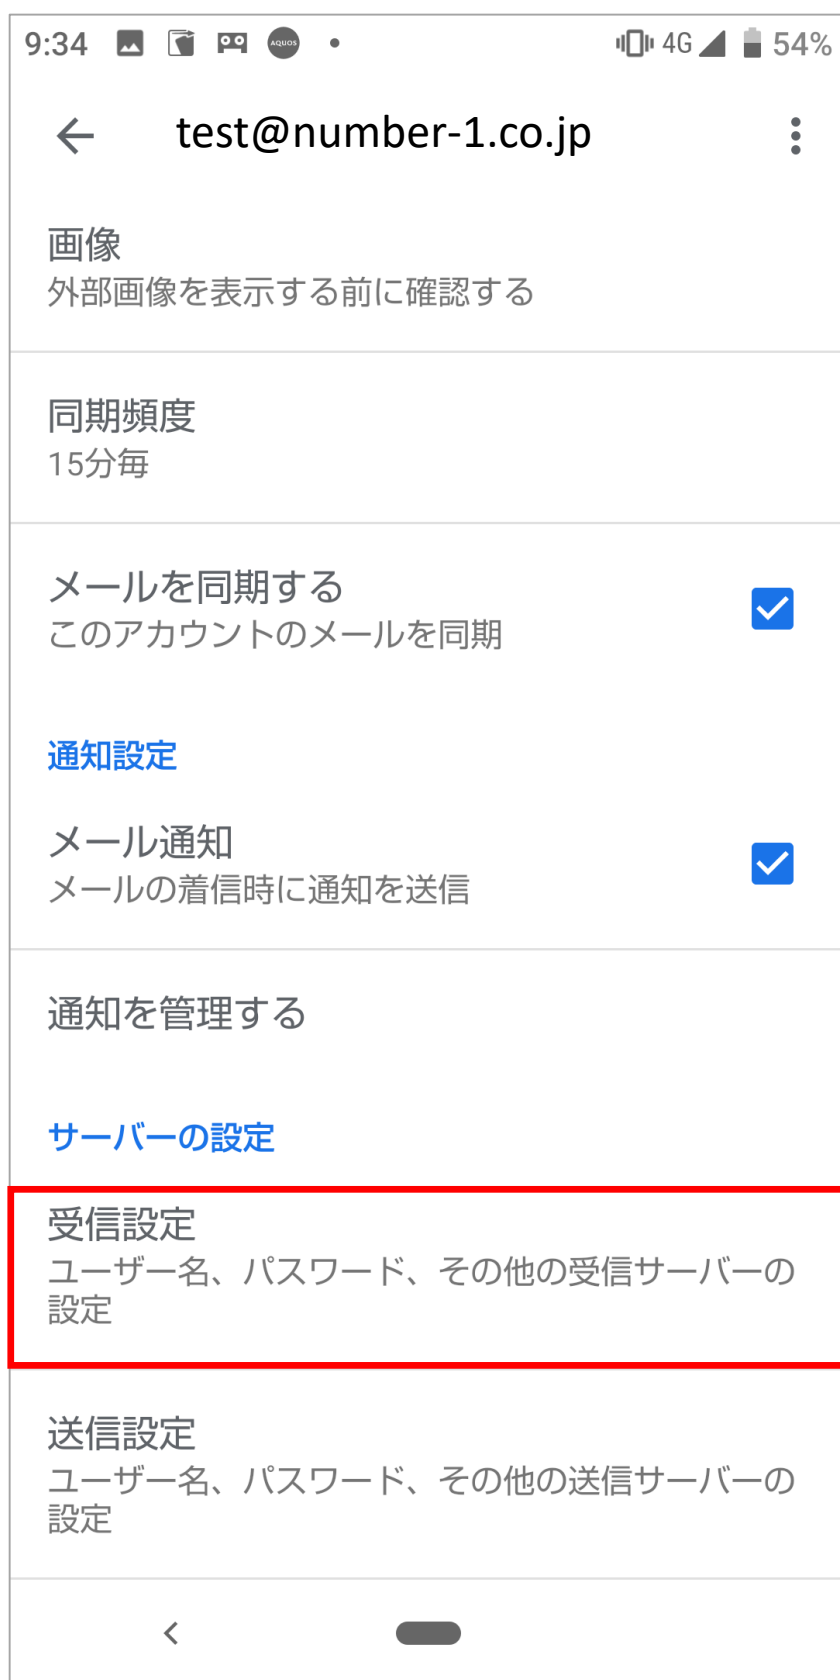 9:34 AQUOS 4G 54%
test@number-1.co.jp
画像
外部画像を表示する前に確認する
同期頻度
15分毎
メールを同期する
このアカウントのメールを同期
通知設定
メール通知
メールの着信時に通知を送信
通知を管理する
サーバーの設定
受信設定
ユーザー名、パスワード、その他の受信サーバーの
設定
送信設定
ユーザー名、パスワード、その他の送信サーバーの
設定